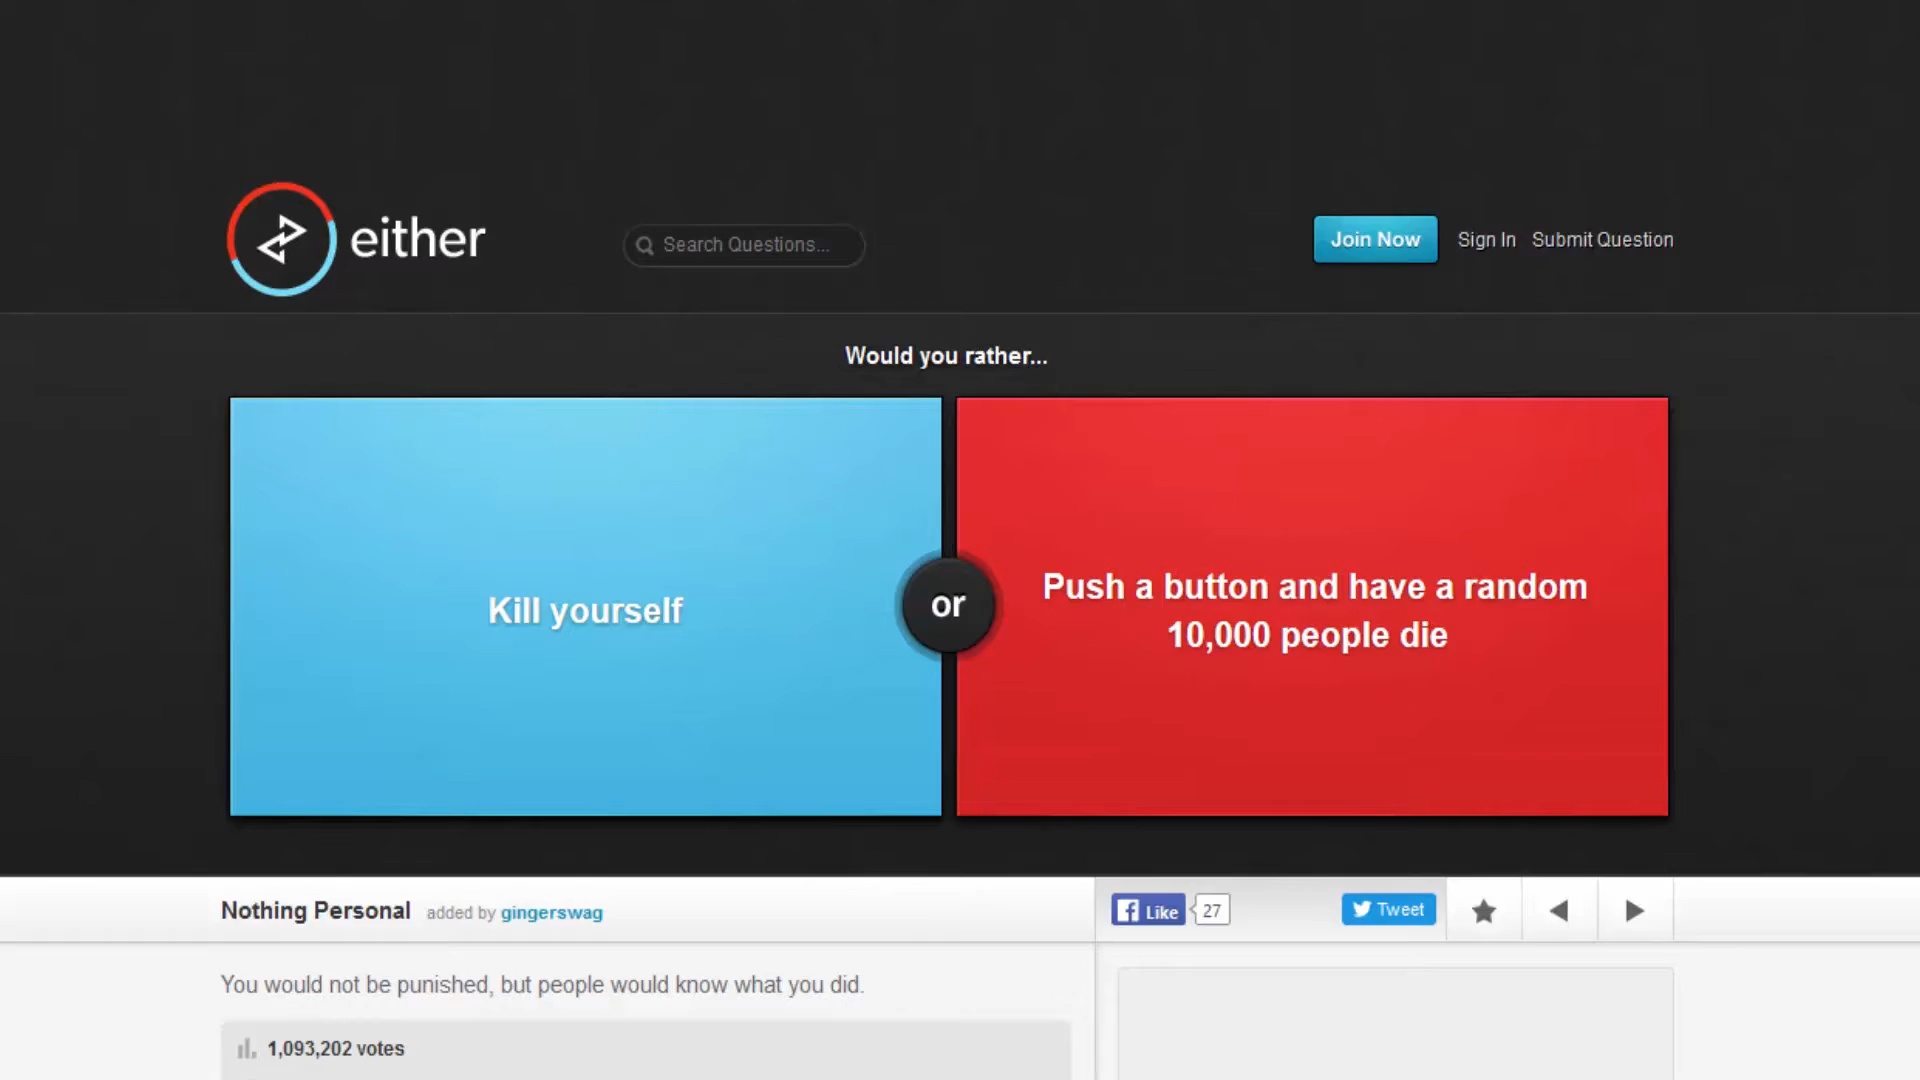 either
Search Questions...
Join Now
Sign In
Submit Question
Would you rather...
Kill yourself
or
Push a button and have a random
10,000 people die
Nothing Personal
added by gingerswag
Like
27
Tweet
You would not be punished, but people would know what you did.
1,093,202 votes